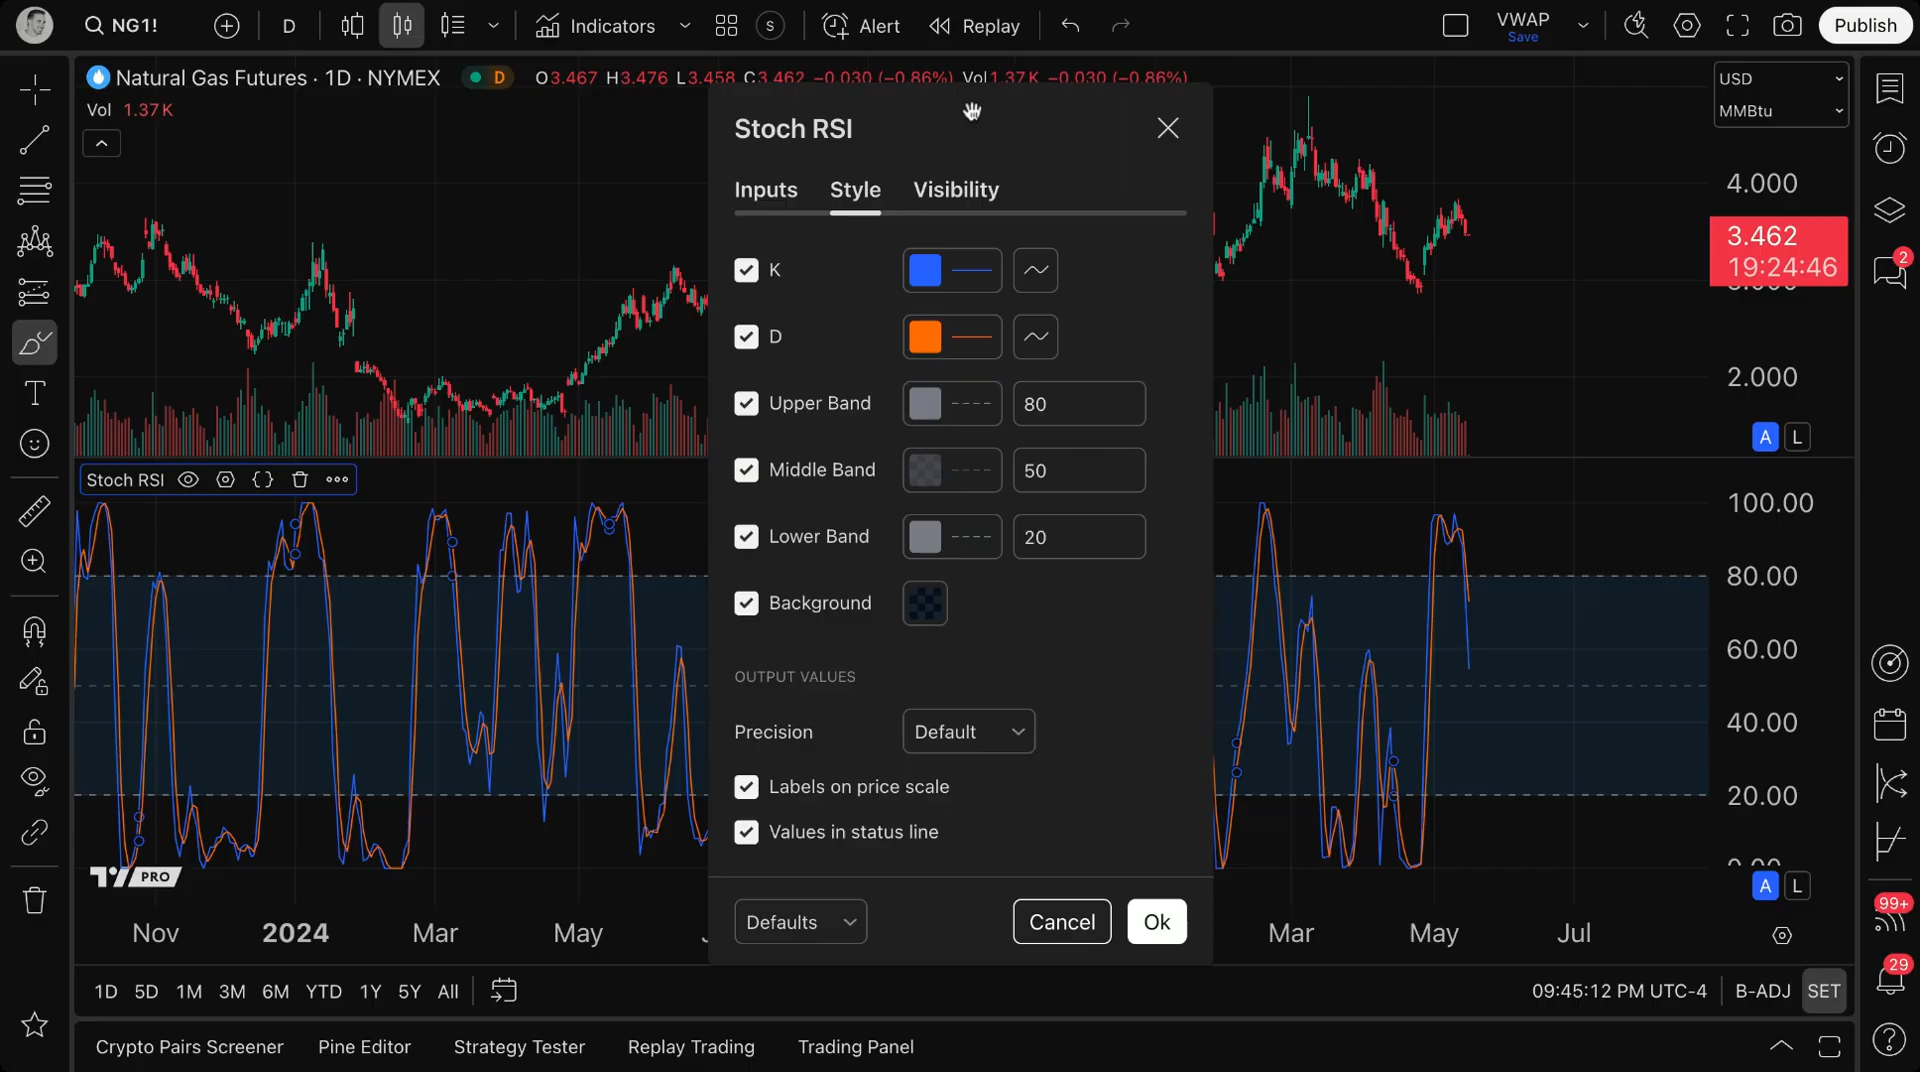 NG1!
D
Indicators
S
Alert
Replay
VWAP
Save
Publish
Natural Gas Futures · 1D · NYMEX
D
O3.467 H3.476 L3.458 C3.462 −0.030 (−0.86%) Vol1.37 K −0.030 (−0.86%)
Vol 1.37 K
USD
MMBtu
4.000
3.462
19:24:46
2.000
A L
2
Stoch RSI
Inputs Style Visibility
K
D
Upper Band 80
Middle Band 50
Lower Band 20
Background
OUTPUT VALUES
Precision Default
Labels on price scale
Values in status line
Defaults
Cancel
Ok
Stoch RSI
100.00
80.00
60.00
40.00
20.00
A L
PRO
Nov 2024 Mar May Mar May Jul
99+
29
1D 5D 1M 3M 6M YTD 1Y 5Y All
09:45:12 PM UTC-4
B-ADJ
SET
Crypto Pairs Screener Pine Editor Strategy Tester Replay Trading Trading Panel